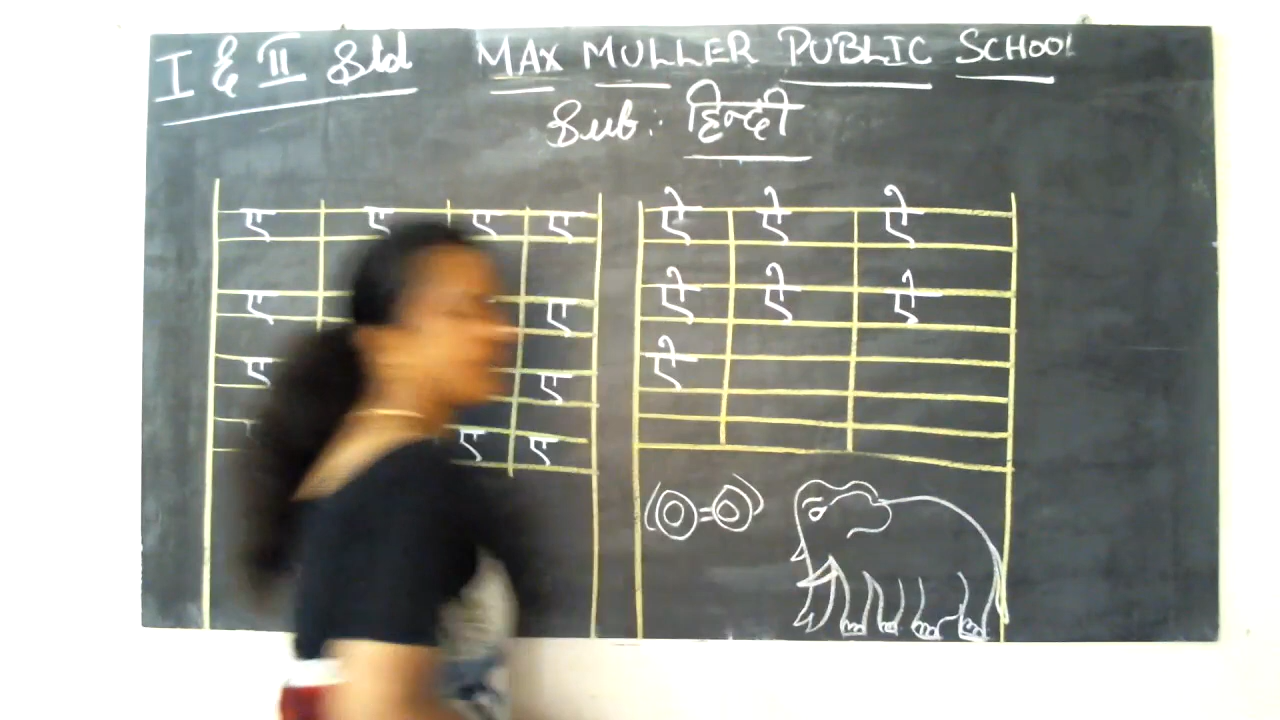 I & II Std MAX MULLER PUBLIC SCHOOL
Sub: हिन्दी
ए ए ए ए
ए ए
ए ए
ए ए
ऐ ऐ ऐ
ऐ ऐ ऐ
ऐ